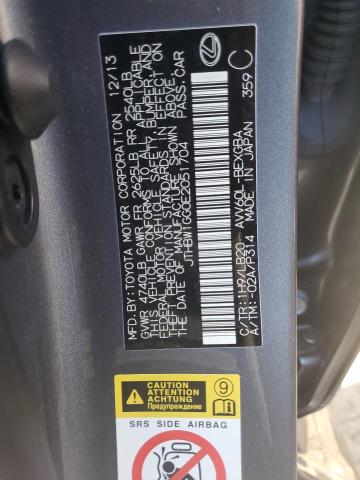 MFD.BY:TOYOTA MOTOR CORPORATION 12/13
GVWR 4740LB GAWR FR 2625LB RR 2540LB
THIS VEHICLE CONFORMS TO ALL APPLICABLE
FEDERAL MOTOR VEHICLE SAFETY, BUMPER, AND
THEFT PREVENTION STANDARDS IN EFFECT ON
THE DATE OF MANUFACTURE SHOWN ABOVE.
JTHBW1GG0E2051704 PASS.CAR
C/TR:1H9/LB20 AVV60L-BEXGBA
A/TM:-02A/P314 MADE IN JAPAN 359 C
ATTENTION
ACHTUNG
Предупреждение
9
SRS SIDE AIRBAG